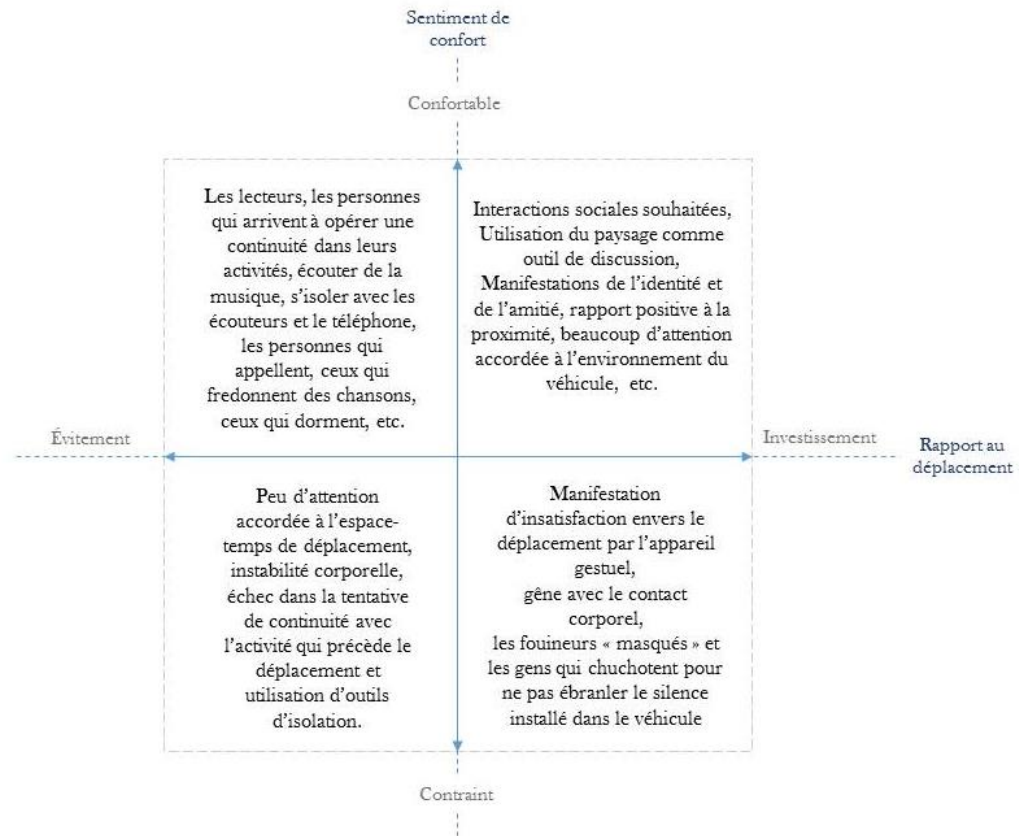 Sentiment de
confort
Confortable
Les lecteurs, les personnes
qui arrivent à opérer une
continuité dans leurs
activités, écouter de la
musique, s'isoler avec les
écouteurs et le téléphone,
les personnes qui
appellent, ceux qui
fredonnent des chansons,
ceux qui dorment, etc.
Interactions sociales souhaitées,
Utilisation du paysage comme
outil de discussion,
Manifestations de l'identité et
de l'amitié, rapport positive à la
proximité, beaucoup d'attention
accordée à l'environnement du
véhicule, etc.
Évitement
Investissement
Rapport au
déplacement
Peu d'attention
accordée à l'espace-
temps de déplacement,
instabilité corporelle,
échec dans la tentative
de continuité avec
l'activité qui précède le
déplacement et
utilisation d'outils
d'isolation.
Manifestation
d'insatisfaction envers le
déplacement par l'appareil
gestuel,
gêne avec le contact
corporel,
les fouineurs « masqués » et
les gens qui chuchotent pour
ne pas ébranler le silence
installé dans le véhicule
Contraint